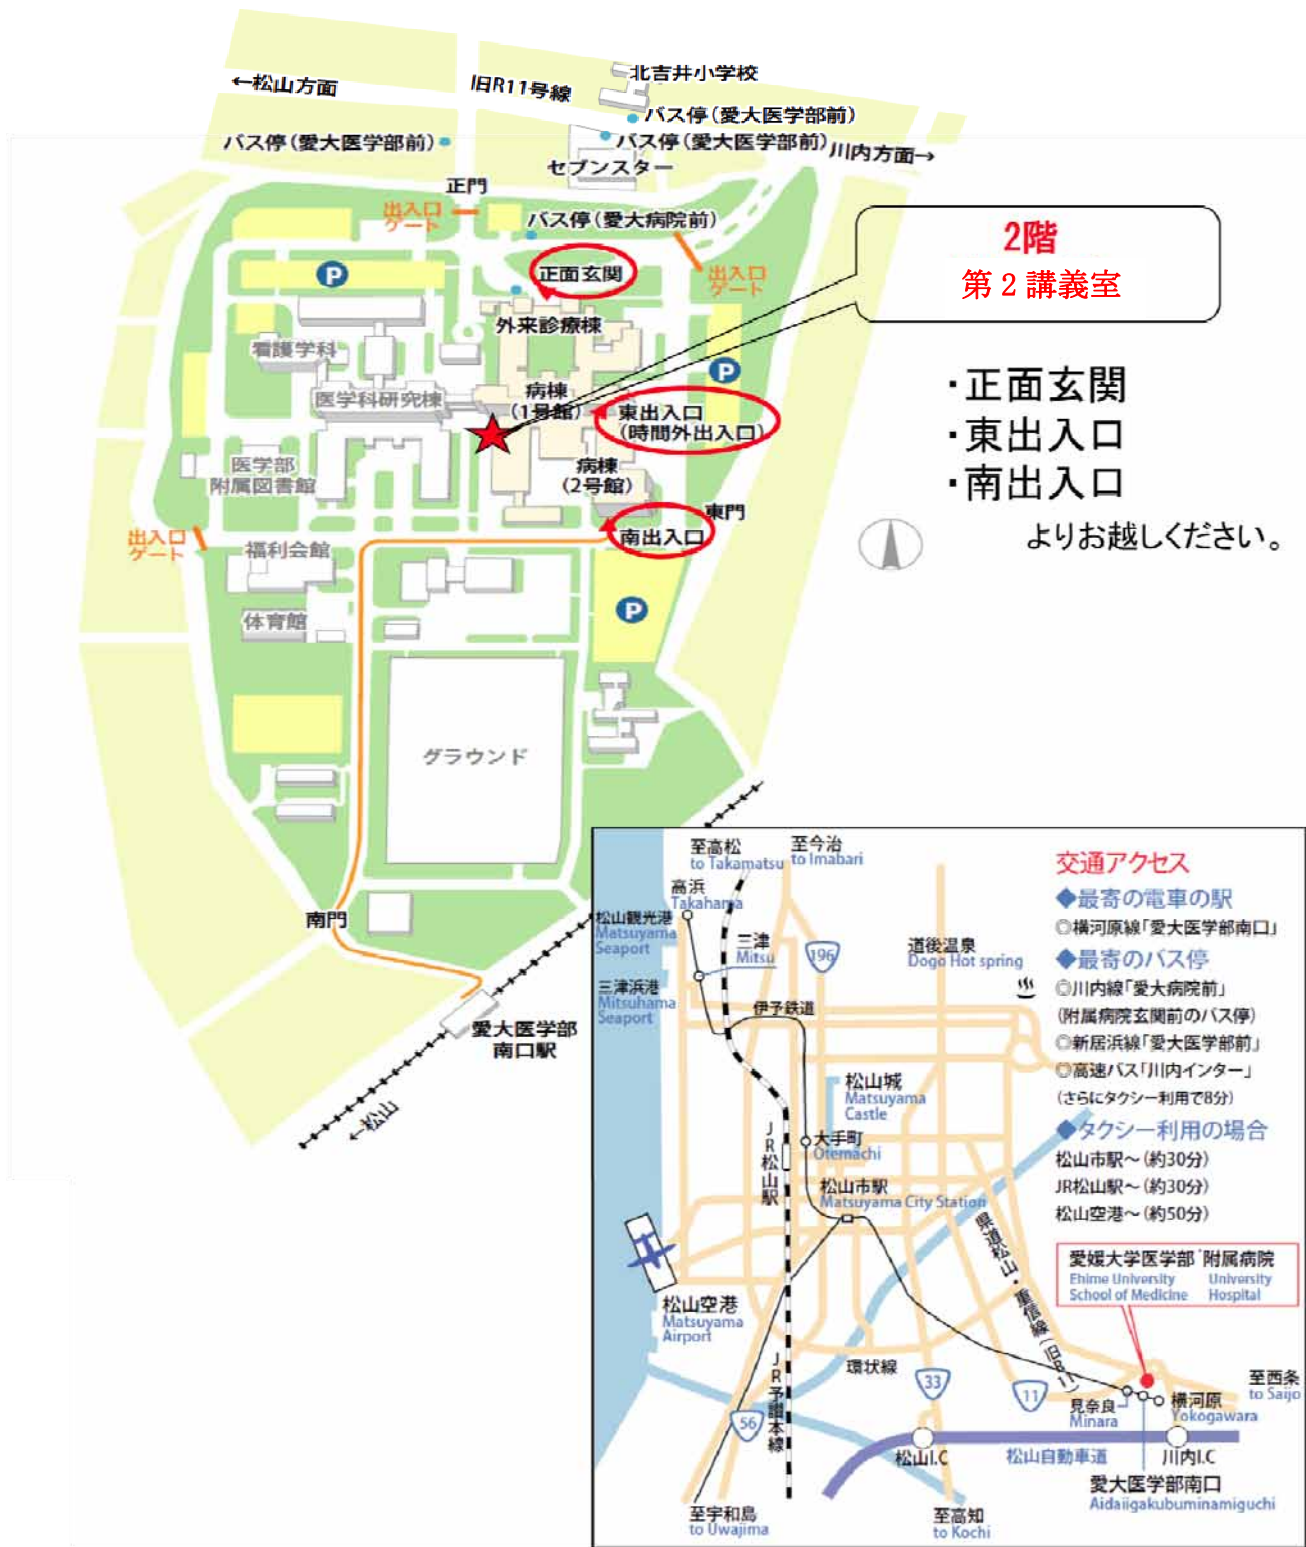 北吉井小学校
←松山方面
旧R11号線
バス停(愛大医学部前)
バス停(愛大医学部前)
バス停(愛大医学部前)
川内方面→
セブンスター
正門
出入口
ゲート
バス停(愛大病院前)
正面玄関
出入口
ゲート
2階
第2講義室
外来診療棟
看護学科
P
P
医学科研究棟
病棟
(1号館)
東出入口
(時間外出入口)
・正面玄関
・東出入口
・南出入口
よりお越しください。
医学部
附属図書館
病棟
(2号館)
東門
南出入口
出入口
ゲート
福利会館
P
体育館
グラウンド
南門
愛大医学部
南口駅
←松山
至高松
to Takamatsu
至今治
to Imabari
高浜
Takahama
松山観光港
Matsuyama
Seaport
三津
Mitsu
196
道後温泉
Dogo Hot spring
三津浜港
Mitsuhama
Seaport
伊予鉄道
松山城
Matsuyama
Castle
JR松山駅
大手町
Otemachi
松山市駅
Matsuyama City Station
県道松山・重信線(旧R11)
松山空港
Matsuyama
Airport
JR予讃本線
環状線
33
11
56
見奈良
Minara
横河原
Yokogawara
至西条
to Saijo
松山I.C
松山自動車道
川内I.C
愛大医学部南口
Aidaiigakubuminamiguchi
至宇和島
to Uwajima
至高知
to Kochi
交通アクセス
◆最寄の電車の駅
◎横河原線「愛大医学部南口」
◆最寄のバス停
◎川内線「愛大病院前」
(附属病院玄関前のバス停)
◎新居浜線「愛大医学部前」
◎高速バス「川内インター」
(さらにタクシー利用で8分)
◆タクシー利用の場合
松山市駅～(約30分)
JR松山駅～(約30分)
松山空港～(約50分)
愛媛大学医学部 附属病院
Ehime University University
School of Medicine Hospital